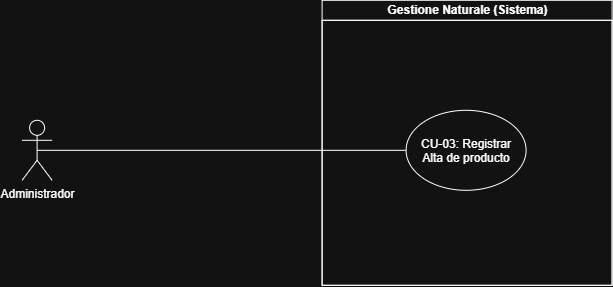 Gestione Naturale (Sistema)
CU-03: Registrar
Alta de producto
Administrador